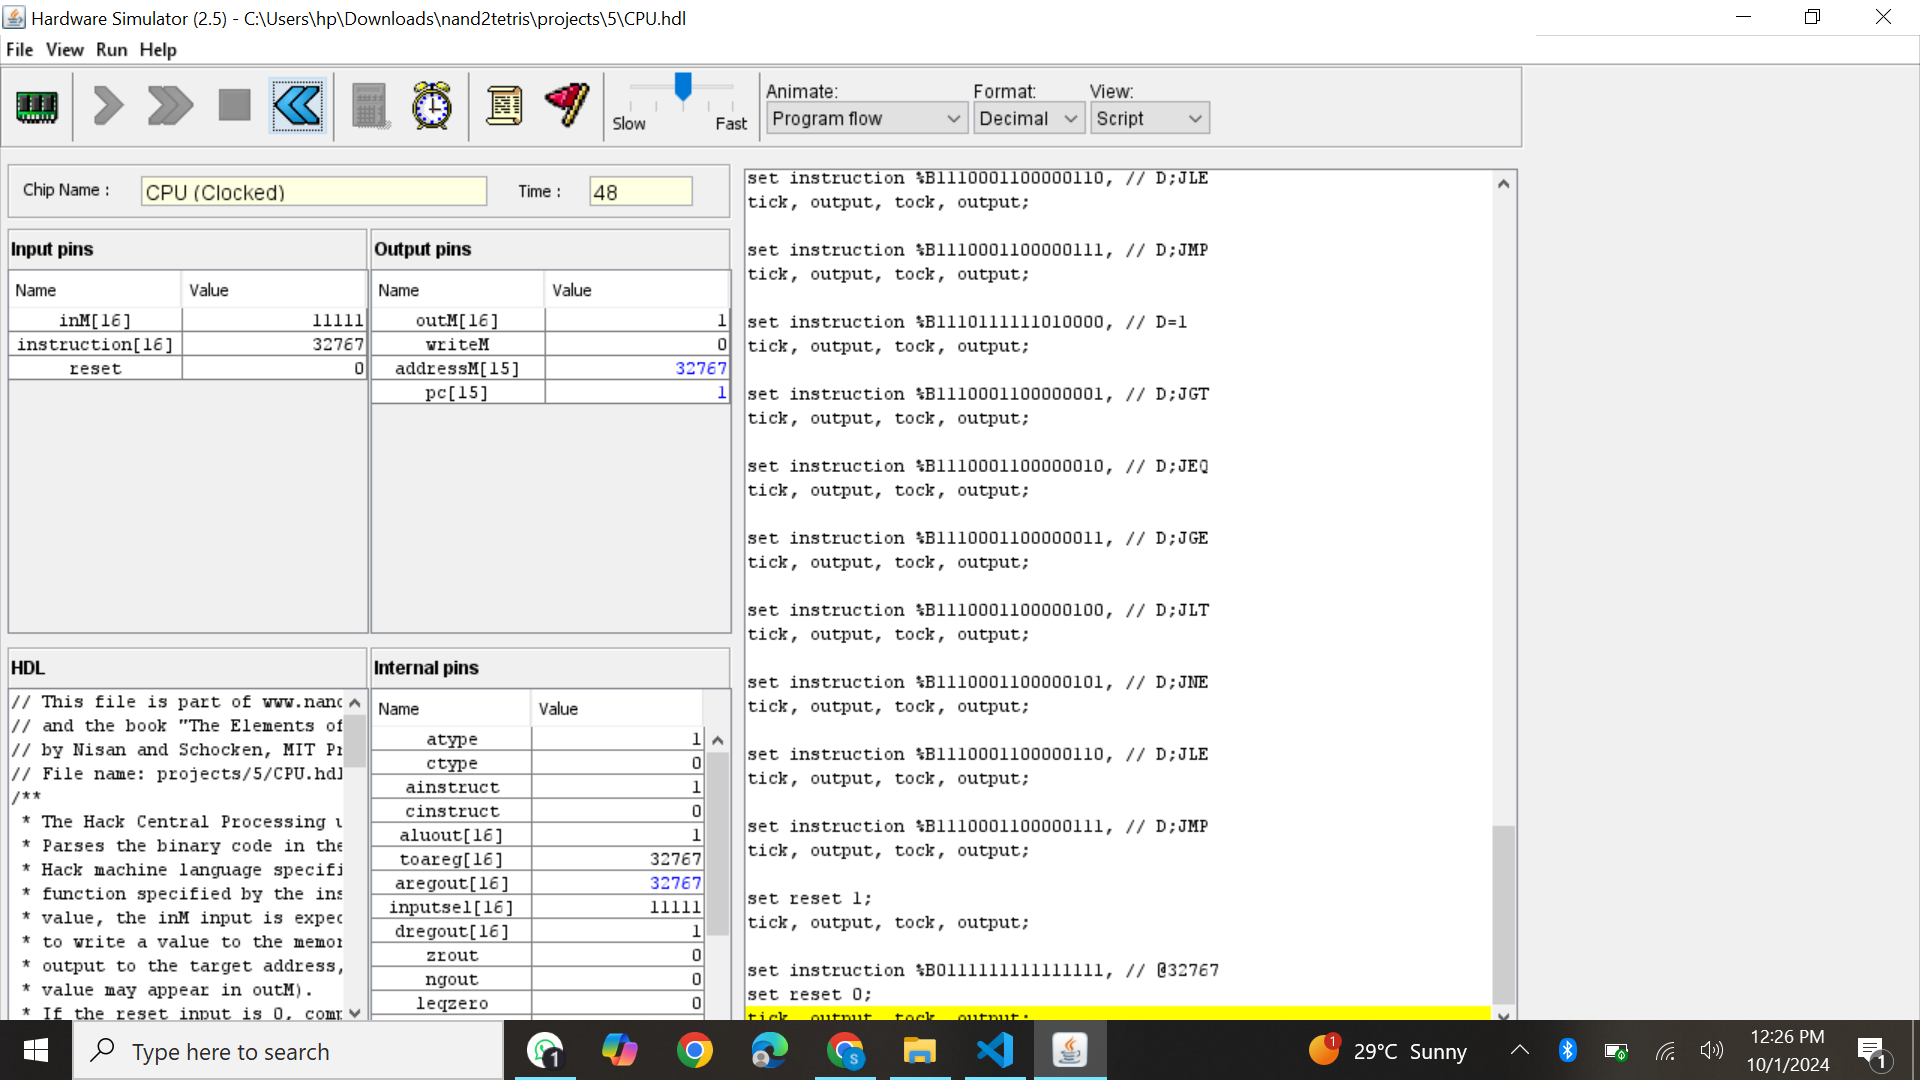 Hardware Simulator (2.5) - C:\Users\hp\Downloads\nand2tetris\projects\5\CPU.hdl
File View Run Help
Slow Fast
Animate: Format: View:
Program flow Decimal Script
Chip Name : CPU (Clocked) Time : 48
Input pins
Name Value
inM[16] 11111
instruction[16] 32767
reset 0
Output pins
Name Value
outM[16] 1
writeM 0
addressM[15] 32767
pc[15] 1
HDL
// This file is part of www.nand
// and the book "The Elements of
// by Nisan and Schocken, MIT Pr
// File name: projects/5/CPU.hdl
/**
* The Hack Central Processing u
* Parses the binary code in the
* Hack machine language specifi
* function specified by the ins
* value, the inM input is expec
* to write a value to the memor
* output to the target address,
* value may appear in outM).
* If the reset input is 0, comp
Internal pins
Name Value
atype 1
ctype 0
ainstruct 1
cinstruct 0
aluout[16] 1
toareg[16] 32767
aregout[16] 32767
inputsel[16] 11111
dregout[16] 1
zrout 0
ngout 0
leqzero 0
set instruction %B1110001100000110, // D;JLE
tick, output, tock, output;
set instruction %B1110001100000111, // D;JMP
tick, output, tock, output;
set instruction %B1110111111010000, // D=1
tick, output, tock, output;
set instruction %B1110001100000001, // D;JGT
tick, output, tock, output;
set instruction %B1110001100000010, // D;JEQ
tick, output, tock, output;
set instruction %B1110001100000011, // D;JGE
tick, output, tock, output;
set instruction %B1110001100000100, // D;JLT
tick, output, tock, output;
set instruction %B1110001100000101, // D;JNE
tick, output, tock, output;
set instruction %B1110001100000110, // D;JLE
tick, output, tock, output;
set instruction %B1110001100000111, // D;JMP
tick, output, tock, output;
set reset 1;
tick, output, tock, output;
set instruction %B0111111111111111, // @32767
set reset 0;
tick, output, tock, output;
Type here to search
1
S
1
29°C Sunny
12:26 PM
10/1/2024
1